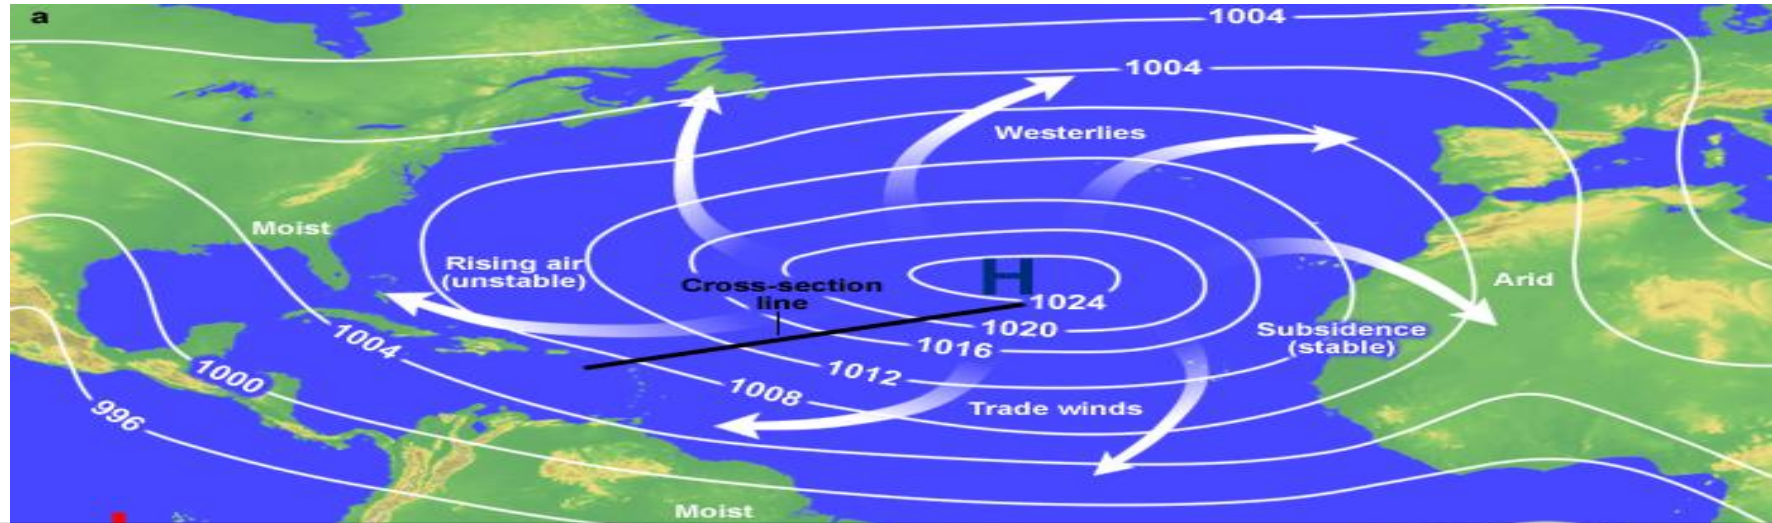 a
1004
1004
Westerlies
Moist
Rising air
(unstable)
Cross-section
line
H
Arid
1024
1020
1016
1012
1008
1004
1000
996
Subsidence
(stable)
Trade winds
Moist